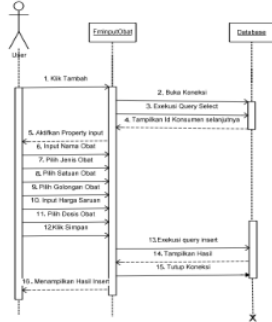 FrmInputObat
Database
User
1. Klik Tambah
2. Buka Koneksi
3. Exekusi Query Select
4. Tampilkan Id Konsumen selanjutnya
5. Aktifkan Property input
6. Input Nama Obat
7. Pilih Jenis Obat
8. Pilih Satuan Obat
9. Pilih Golongan Obat
10. Input Harga Saruan
11. Pilih Dosis Obat
12.Klik Simpan
13.Exekusi query insert
14. Tampilkan Hasil
15. Tutup Koneksi
16. Menampilkan Hasil Insert
X